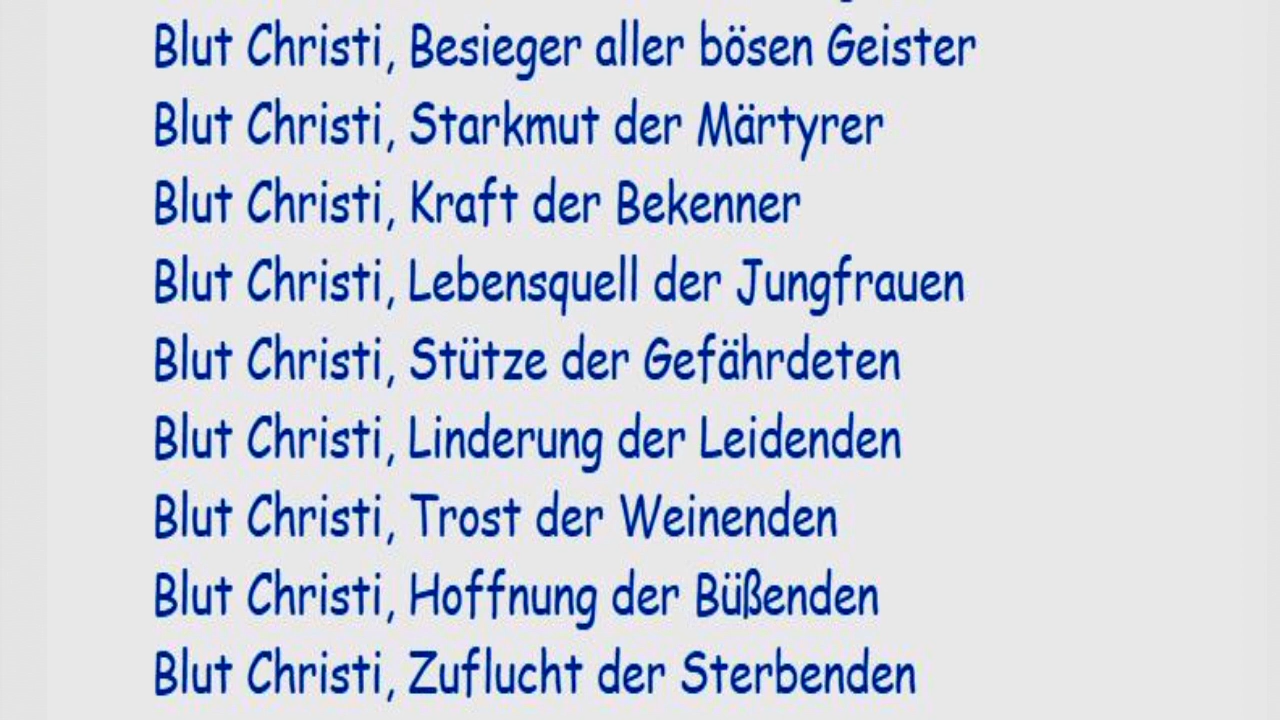 Blut Christi, Besieger aller bösen Geister
Blut Christi, Starkmut der Märtyrer
Blut Christi, Kraft der Bekenner
Blut Christi, Lebensquell der Jungfrauen
Blut Christi, Stütze der Gefährdeten
Blut Christi, Linderung der Leidenden
Blut Christi, Trost der Weinenden
Blut Christi, Hoffnung der Büßenden
Blut Christi, Zuflucht der Sterbenden